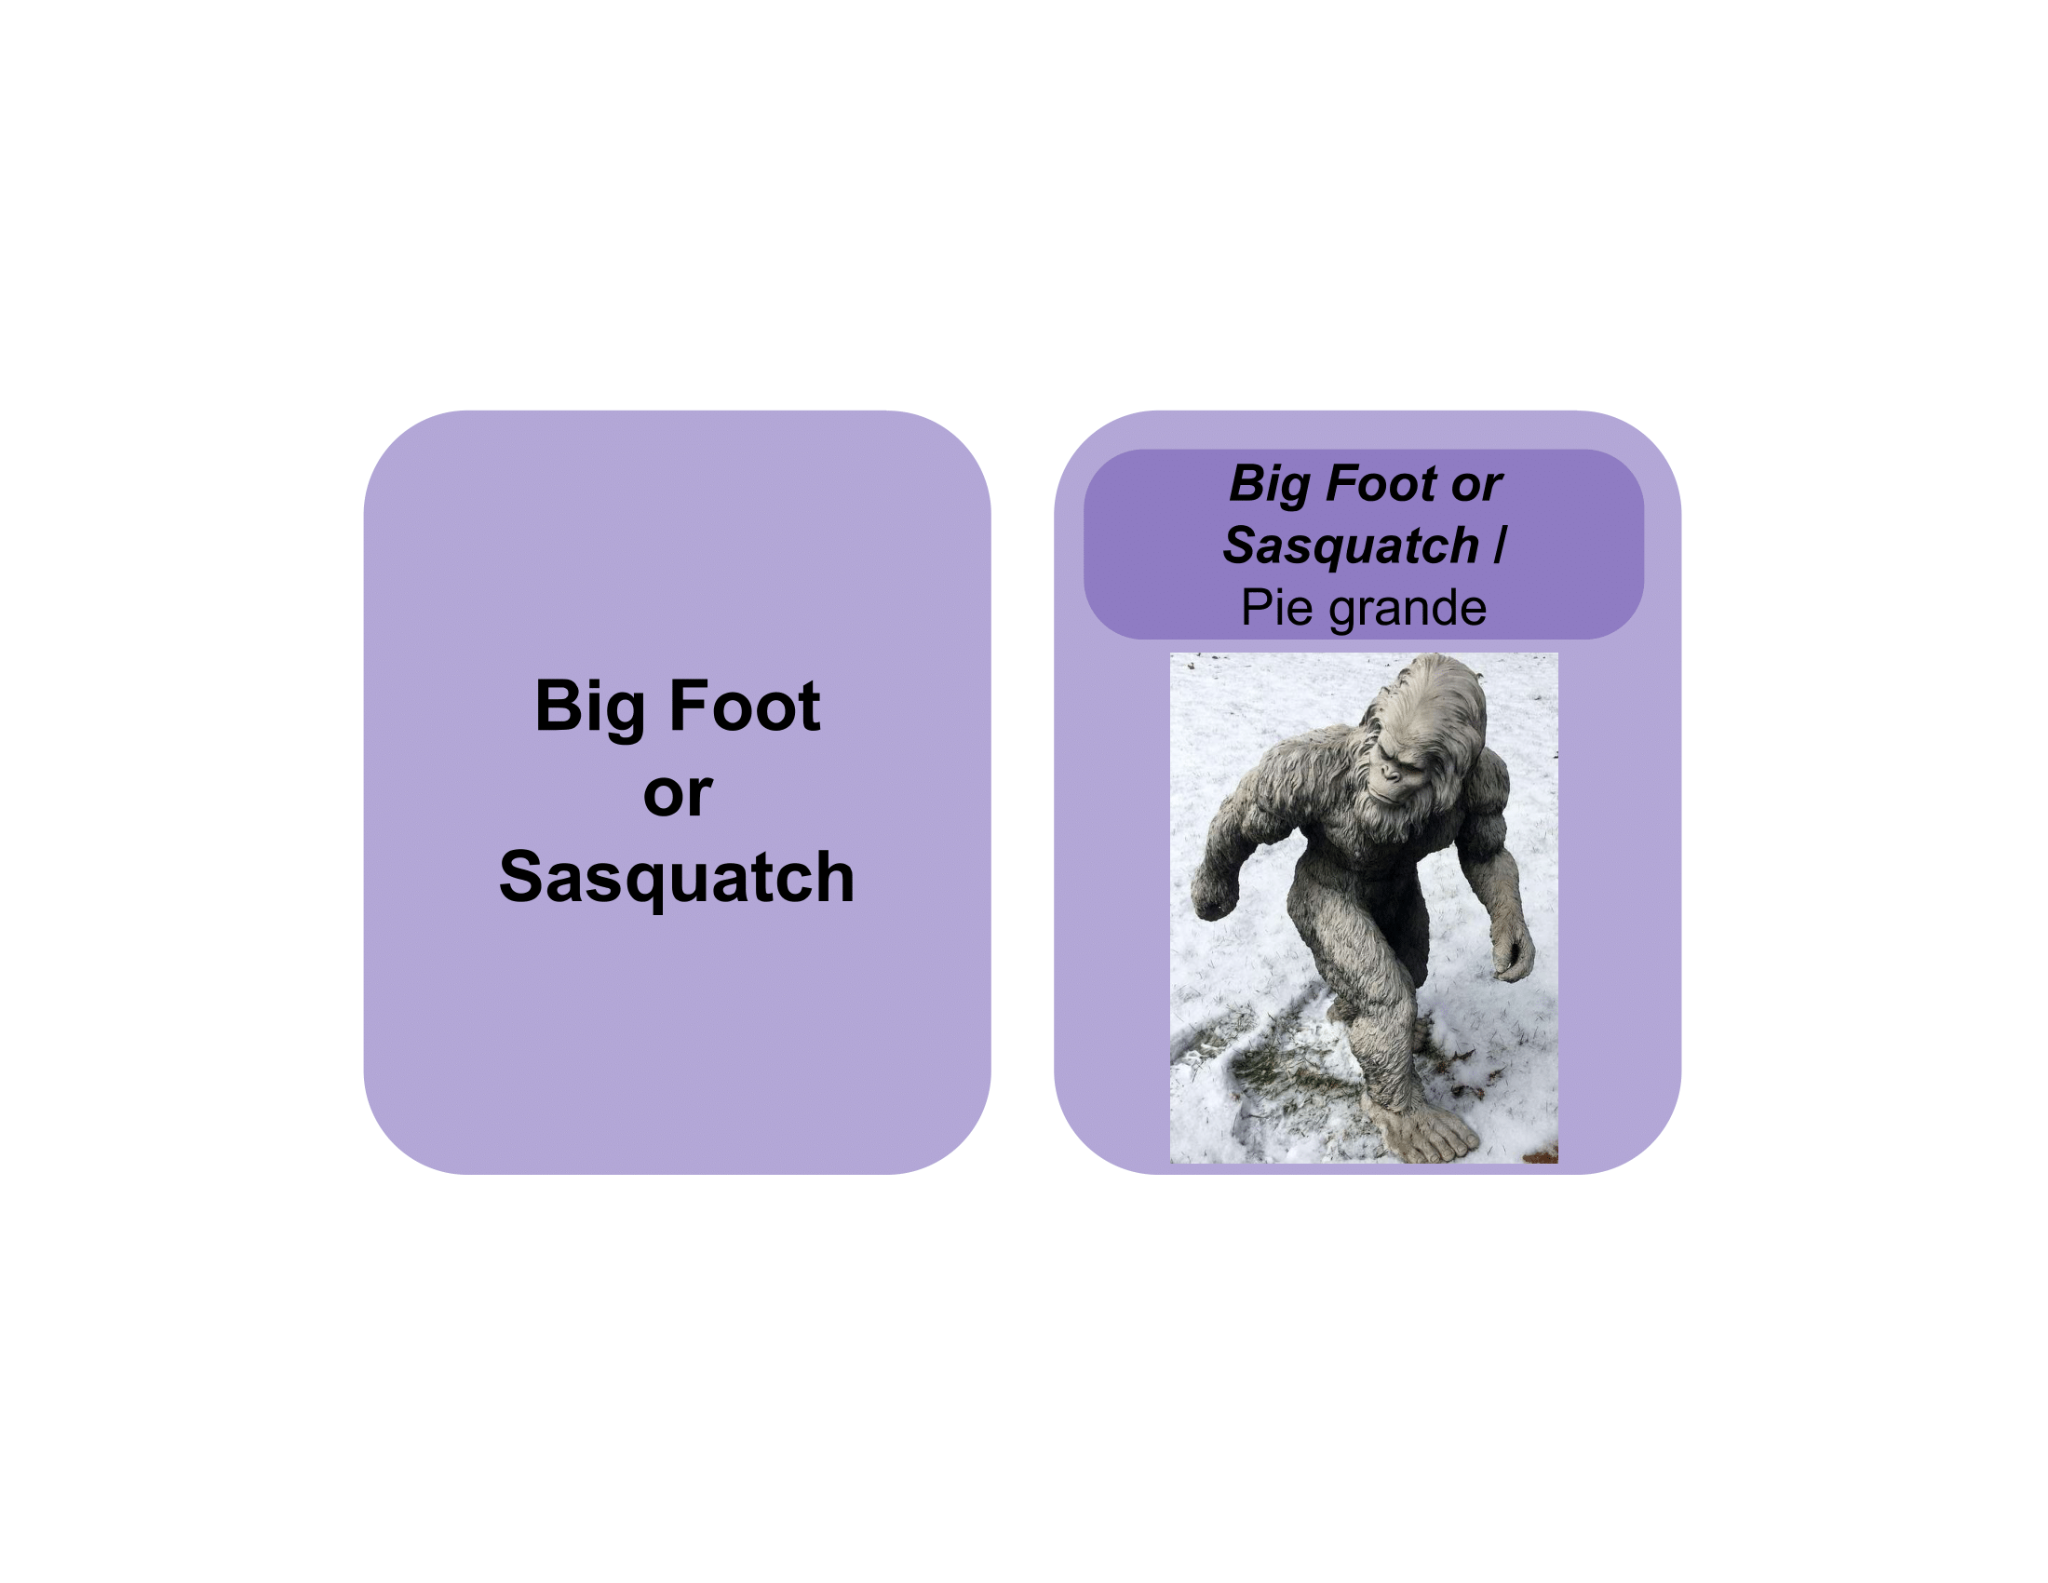 Big Foot
or
Sasquatch
Big Foot or
Sasquatch /
Pie grande